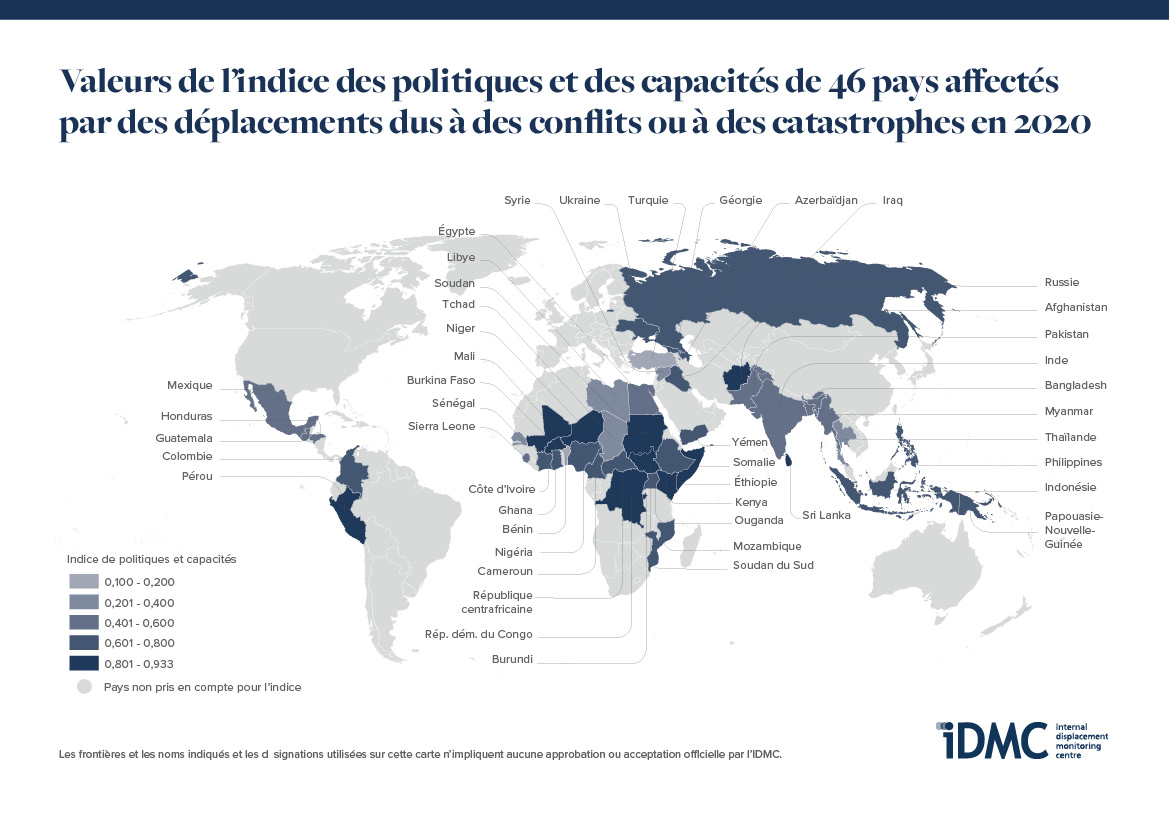 Valeurs de l'indice des politiques et des capacités de 46 pays affectés
par des déplacements dus à des conflits ou à des catastrophes en 2020
Syrie
Ukraine
Turquie
Géorgie
Azerbaïdjan
Iraq
Égypte
Libye
Soudan
Tchad
Niger
Mali
Burkina Faso
Sénégal
Sierra Leone
Mexique
Honduras
Guatemala
Colombie
Pérou
Russie
Afghanistan
Pakistan
Inde
Bangladesh
Myanmar
Thaïlande
Philippines
Indonésie
Papouasie-
Nouvelle-
Guinée
Sri Lanka
Yémen
Somalie
Éthiopie
Kenya
Ouganda
Mozambique
Soudan du Sud
Côte d'Ivoire
Ghana
Bénin
Nigéria
Cameroun
République
centrafricaine
Rép. dém. du Congo
Burundi
Indice de politiques et capacités
0,100 - 0,200
0,201 - 0,400
0,401 - 0,600
0,601 - 0,800
0,801 - 0,933
Pays non pris en compte pour l'indice
Les frontières et les noms indiqués et les d signations utilisées sur cette carte n'impliquent aucune approbation ou acceptation officielle par l'IDMC.
iDMC
internal
displacement
monitoring
centre